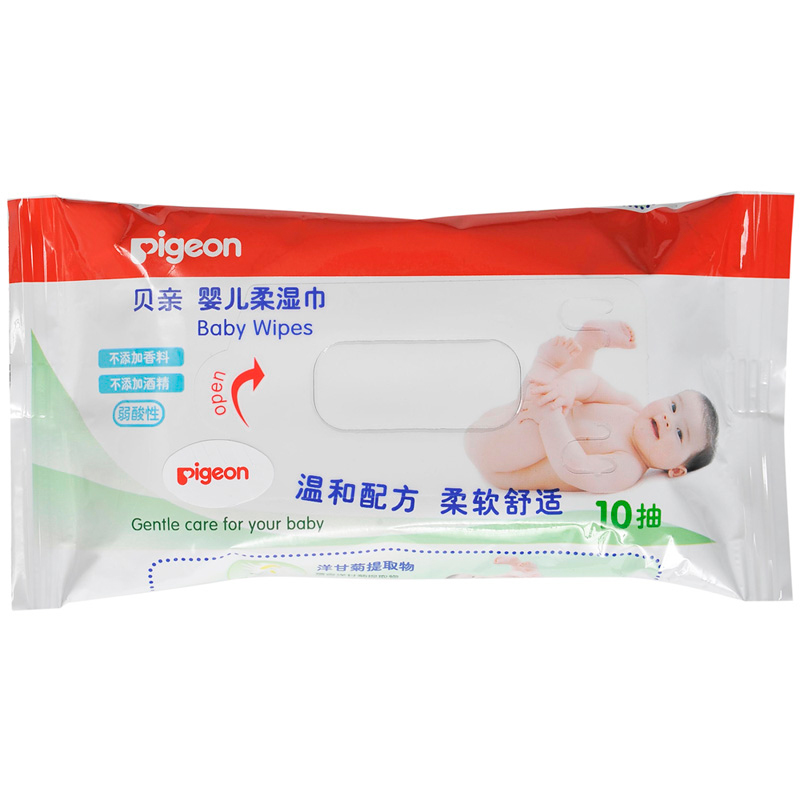 Pigeon
贝亲 婴儿柔湿巾
Baby Wipes
不添加香料
不添加酒精
弱酸性
open
Pigeon
温和配方 柔软舒适 10抽
Gentle care for your baby
洋甘菊提取物